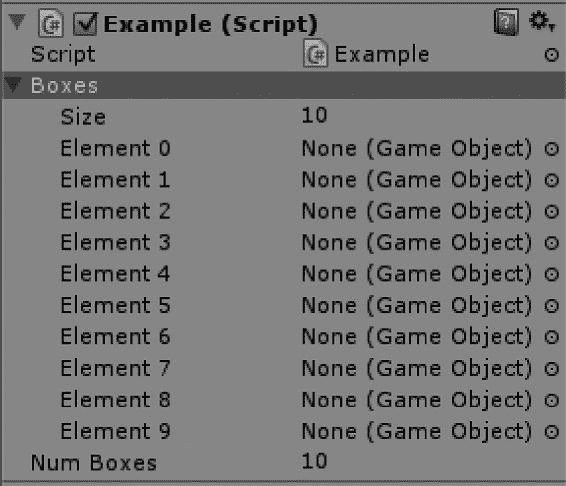 Example (Script)
Script Example
Boxes
Size 10
Element 0 None (Game Object)
Element 1 None (Game Object)
Element 2 None (Game Object)
Element 3 None (Game Object)
Element 4 None (Game Object)
Element 5 None (Game Object)
Element 6 None (Game Object)
Element 7 None (Game Object)
Element 8 None (Game Object)
Element 9 None (Game Object)
Num Boxes 10